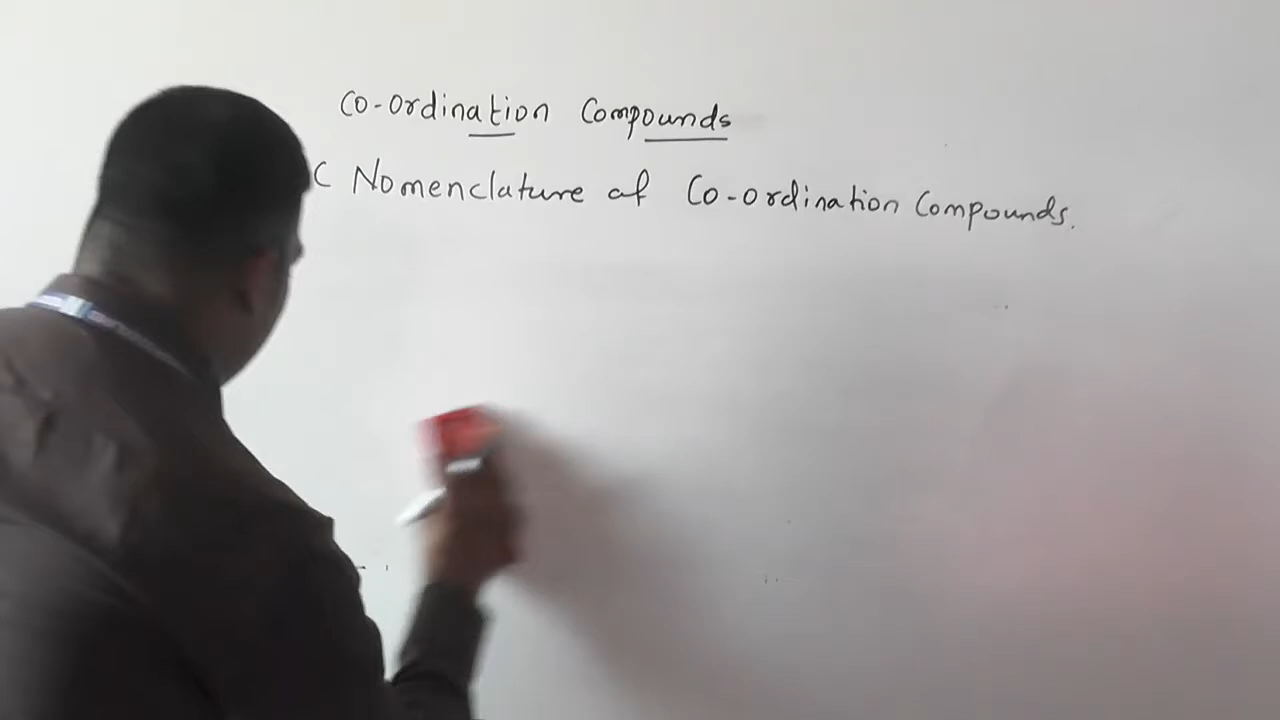 Co-ordination Compounds
C Nomenclature of Co-ordination Compounds.